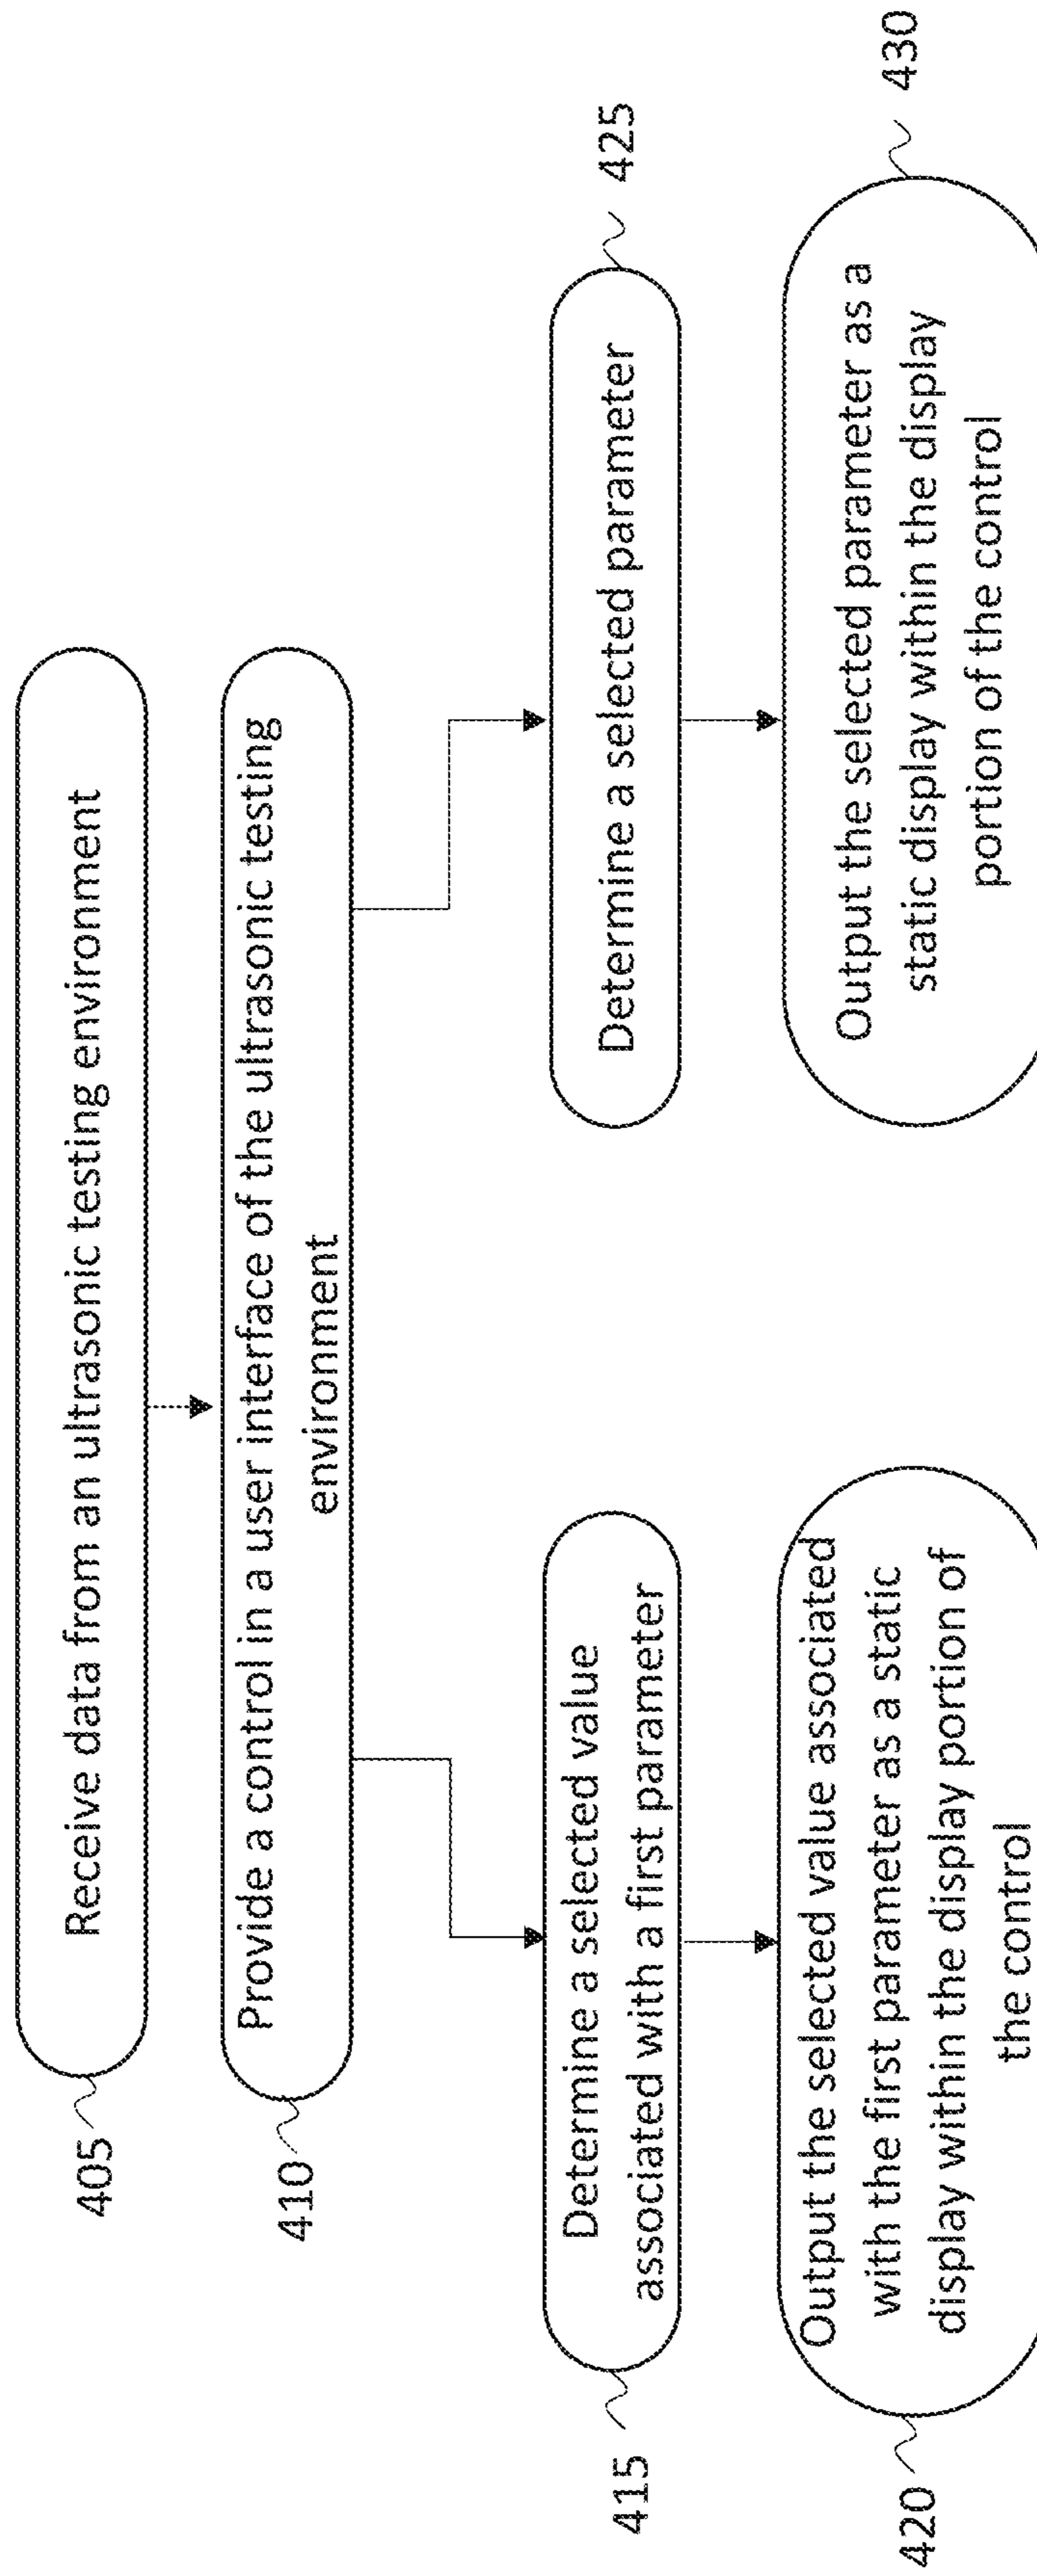 405
Receive data from an ultrasonic testing environment
410
Provide a control in a user interface of the ultrasonic testing
environment
415
Determine a selected value
associated with a first parameter
Determine a selected parameter
425
420
Output the selected value associated
with the first parameter as a static
display within the display portion of
the control
Output the selected parameter as a
static display within the display
portion of the control
430